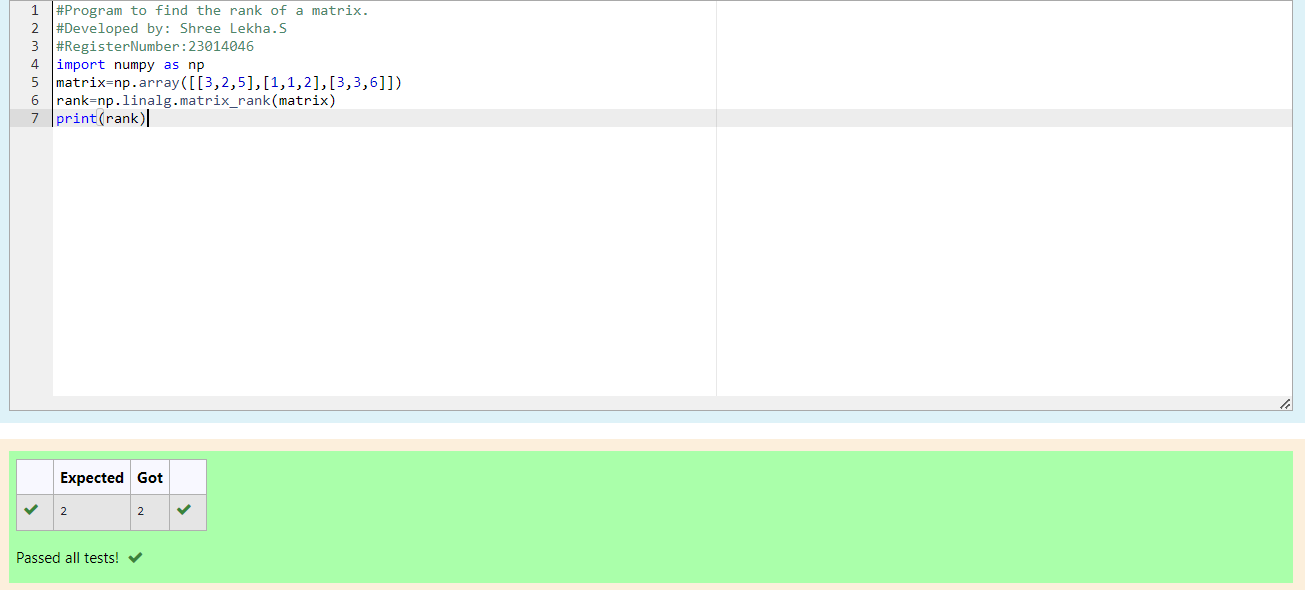 1 #Program to find the rank of a matrix.
2 #Developed by: Shree Lekha.S
3 #RegisterNumber:23014046
4 import numpy as np
5 matrix=np.array([[3,2,5],[1,1,2],[3,3,6]])
6 rank=np.linalg.matrix_rank(matrix)
7 print(rank)
Expected Got
2 2
Passed all tests!